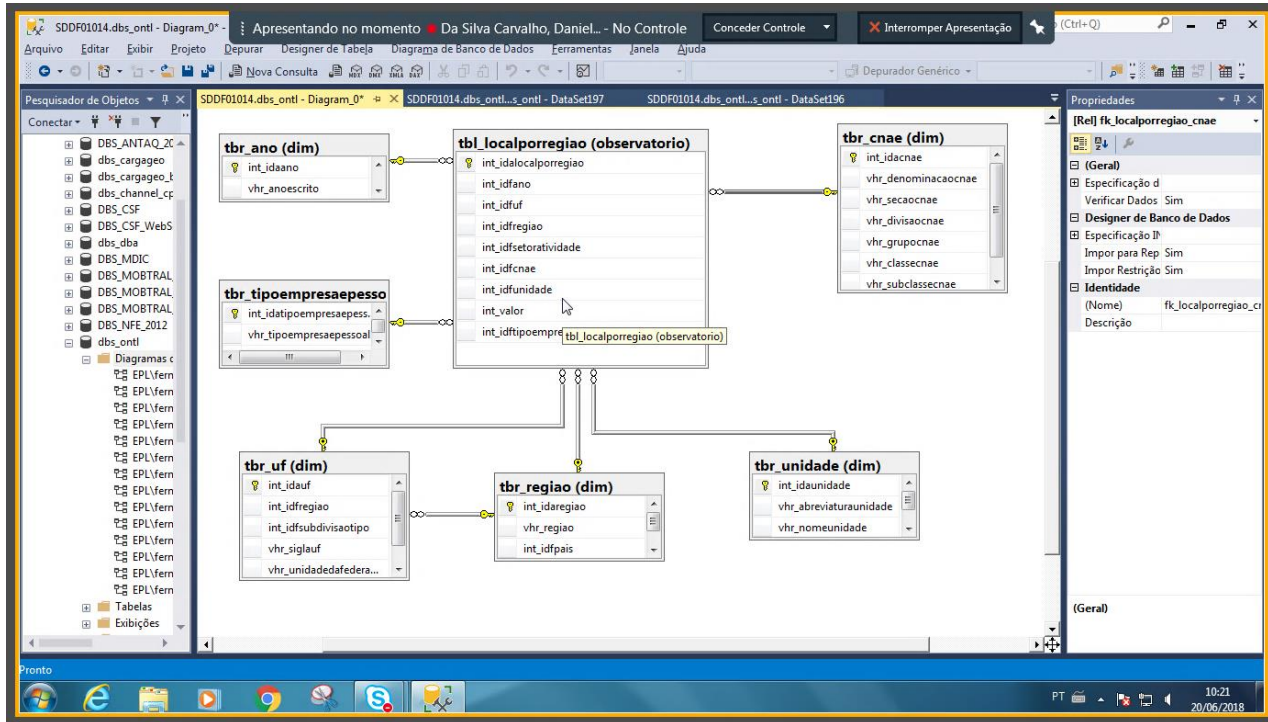 SDDF01014.dbs_ontl - Diagram_0* -
Apresentando no momento
Da Silva Carvalho, Daniel... - No Controle
Conceder Controle
Interromper Apresentação
(Ctrl+Q)
Arquivo Editar Exibir Projeto Depurar Designer de Tabela Diagrama de Banco de Dados Ferramentas Janela Ajuda
Nova Consulta
MDX DMX XMLA DAX
Depurador Genérico
Pesquisador de Objetos
SDDF01014.dbs_ontl - Diagram_0*
SDDF01014.dbs_ontl...s_ontl - DataSet197
SDDF01014.dbs_ontl...s_ontl - DataSet196
Propriedades
Conectar
DBS_ANTAQ_20
dbs_cargageo
dbs_cargageo_b
dbs_channel_cp
DBS_CSF
DBS_CSF_WebS
dbs_dba
DBS_MDIC
DBS_MOBTRAL_
DBS_MOBTRAL_
DBS_MOBTRAL_
DBS_NFE_2012
dbs_ontl
Diagramas c
EPL\fern
EPL\fern
EPL\fern
EPL\fern
EPL\fern
EPL\fern
EPL\fern
EPL\fern
EPL\fern
EPL\fern
EPL\fern
EPL\fern
EPL\fern
EPL\fern
Tabelas
Exibições
tbr_ano (dim)
int_idaano
vhr_anoescrito
tbl_localporregiao (observatorio)
int_idalocalporregiao
int_idfano
int_idfuf
int_idfregiao
int_idfsetoratividade
int_idfcnae
int_idfunidade
int_valor
int_idftipoempre
tbl_localporregiao (observatorio)
tbr_cnae (dim)
int_idacnae
vhr_denominacaocnae
vhr_secaocnae
vhr_divisaocnae
vhr_grupocnae
vhr_classecnae
vhr_subclassecnae
tbr_tipoempresaepesso
int_idatipoempresaepess...
vhr_tipoempresaepessoal
tbr_uf (dim)
int_idauf
int_idfregiao
int_idfsubdivisaotipo
vhr_siglauf
vhr_unidadedafedera...
tbr_regiao (dim)
int_idaregiao
vhr_regiao
int_idfpais
tbr_unidade (dim)
int_idaunidade
vhr_abreviaturaunidade
vhr_nomeunidade
[Rel] fk_localporregiao_cnae
(Geral)
Especificação d
Verificar Dados Sim
Designer de Banco de Dados
Especificação IN
Impor para Rep Sim
Impor Restrição Sim
Identidade
(Nome) fk_localporregiao_cr
Descrição
(Geral)
Pronto
PT
10:21
20/06/2018